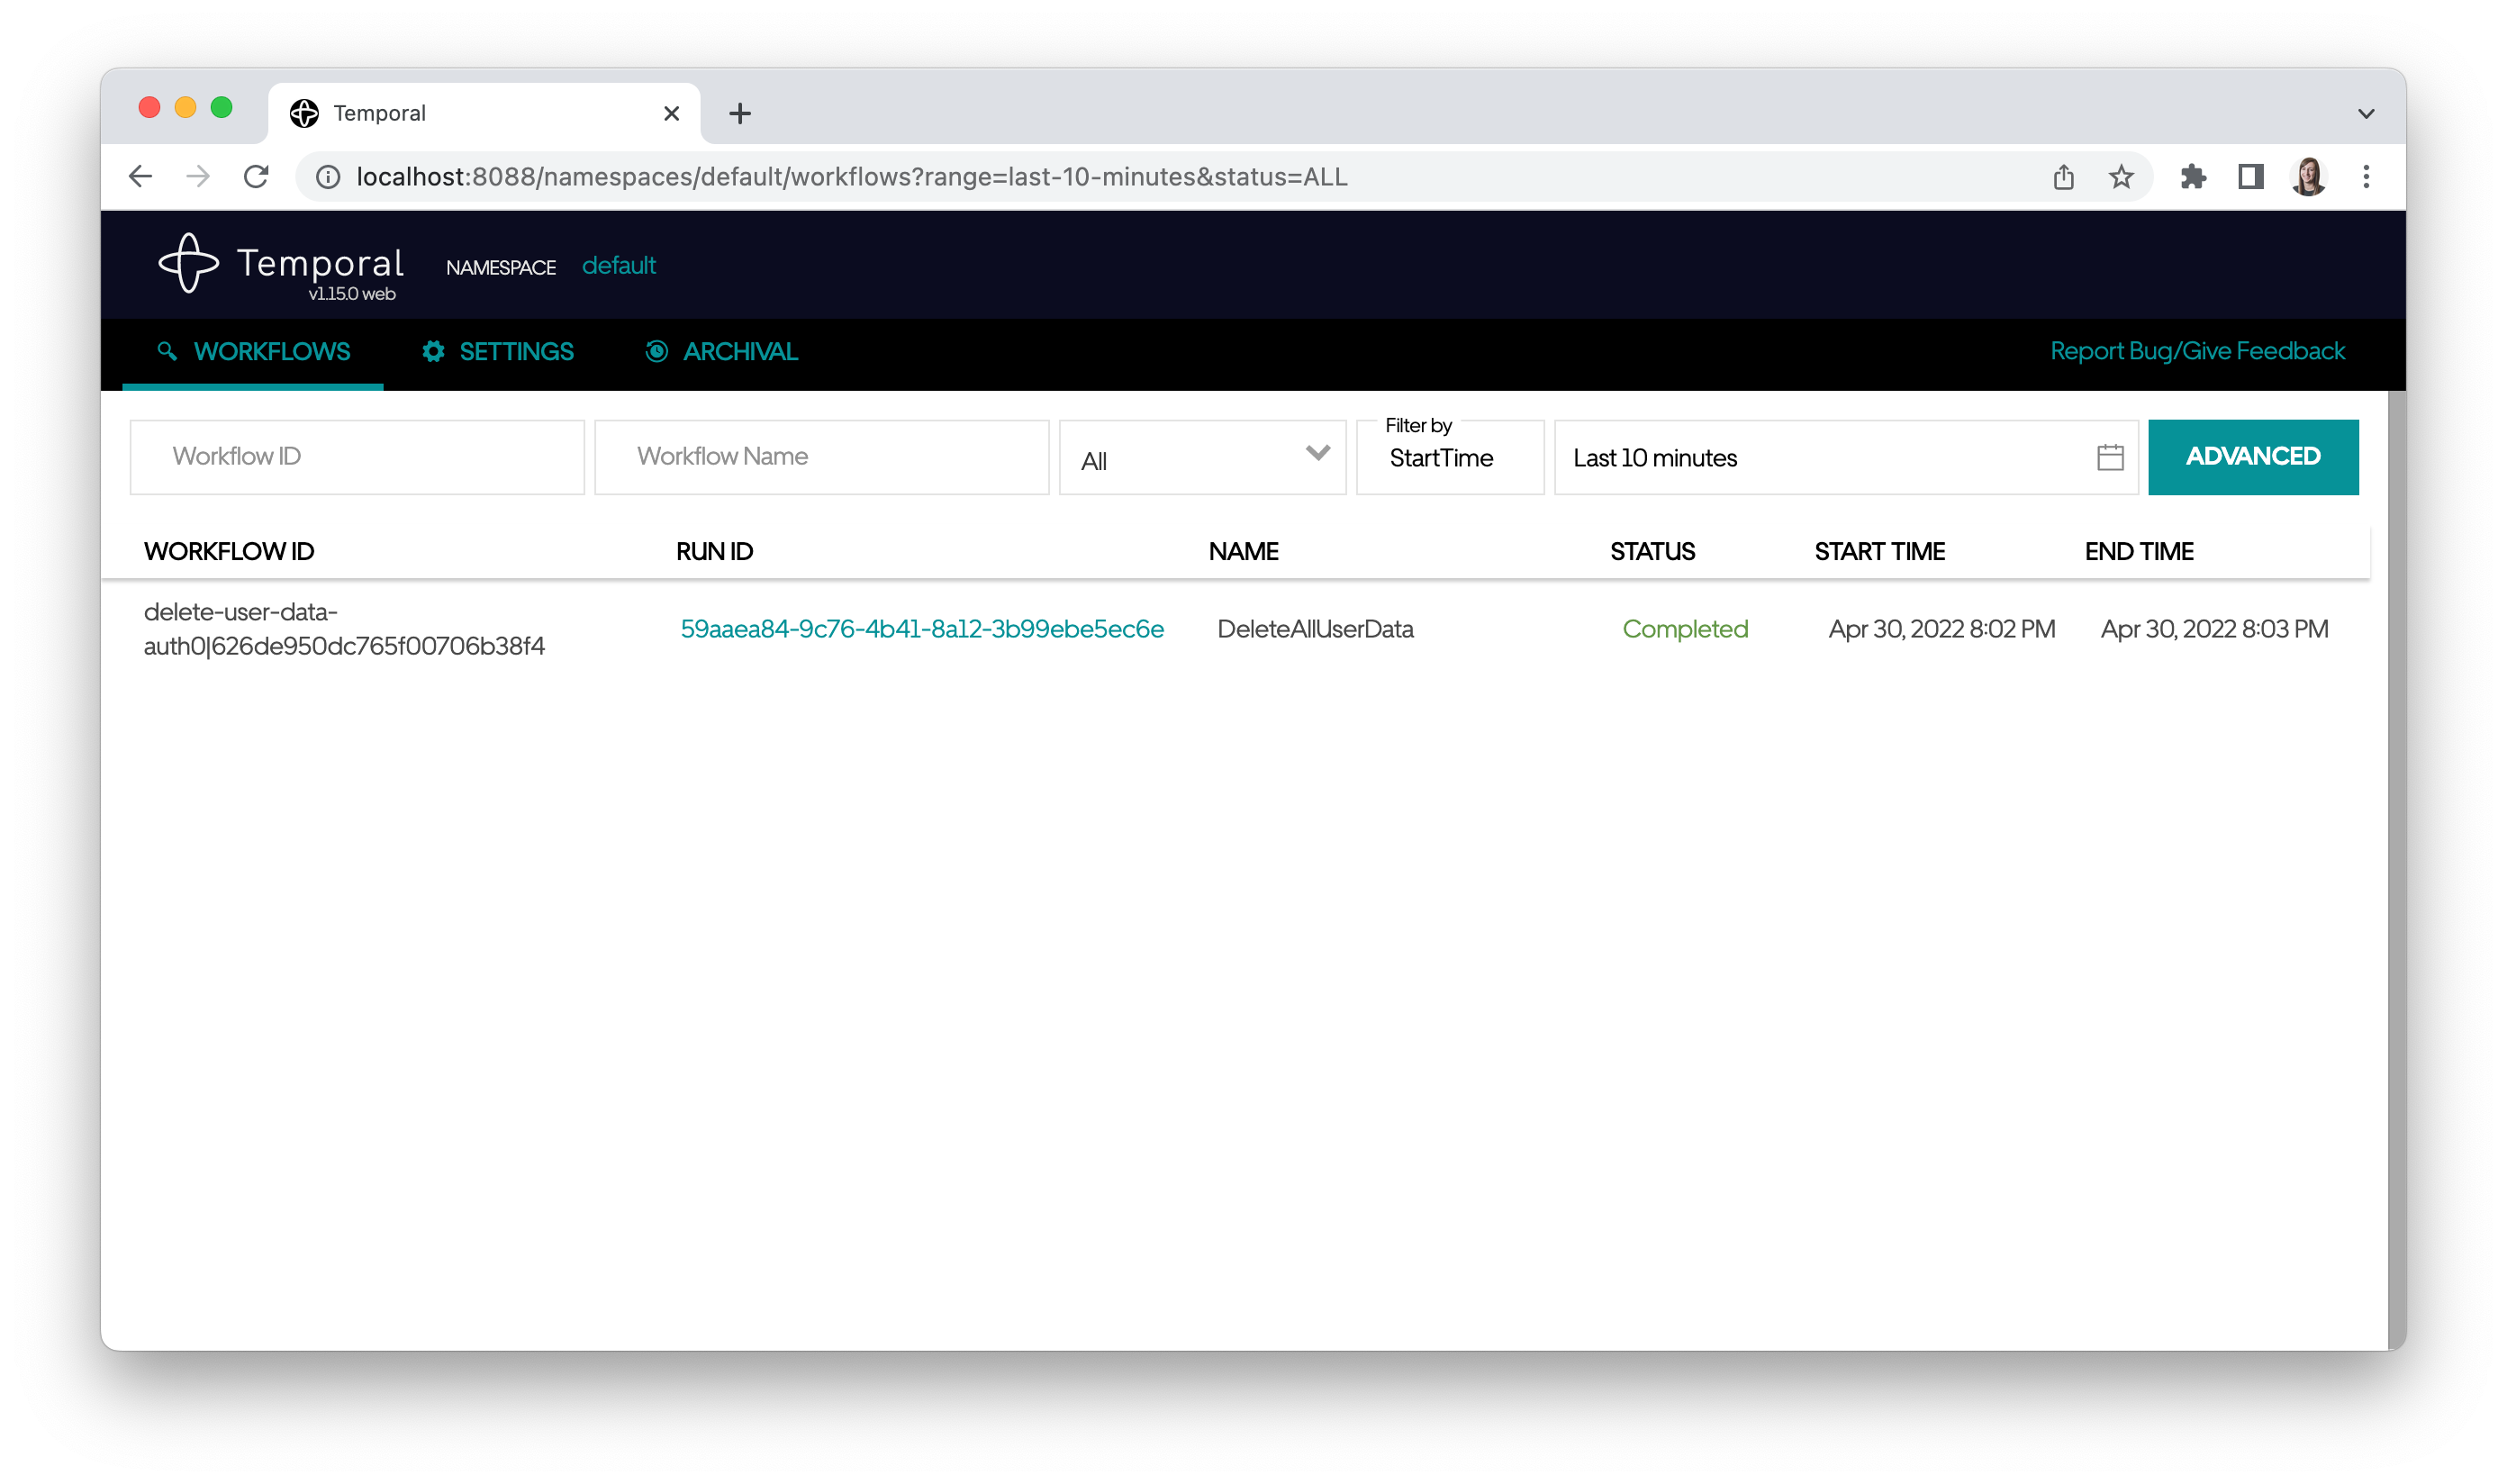 Temporal
localhost:8088/namespaces/default/workflows?range=last-10-minutes&status=ALL
Temporal NAMESPACE default
v1.15.0 web
WORKFLOWS SETTINGS ARCHIVAL Report Bug/Give Feedback
Filter by
Workflow ID Workflow Name All StartTime Last 10 minutes ADVANCED
WORKFLOW ID RUN ID NAME STATUS START TIME END TIME
delete-user-data-
auth0|626de950dc765f00706b38f4 59aaea84-9c76-4b41-8a12-3b99ebe5ec6e DeleteAllUserData Completed Apr 30, 2022 8:02 PM Apr 30, 2022 8:03 PM